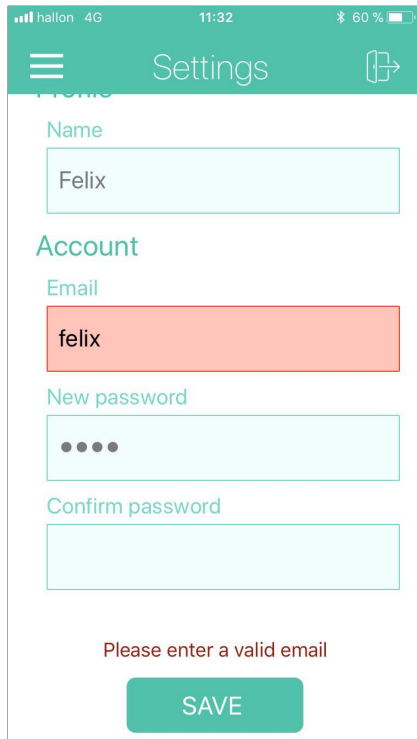 hallon 4G 11:32 60 %
Settings
Profile
Name
Felix
Account
Email
felix
New password
••••
Confirm password
Please enter a valid email
SAVE